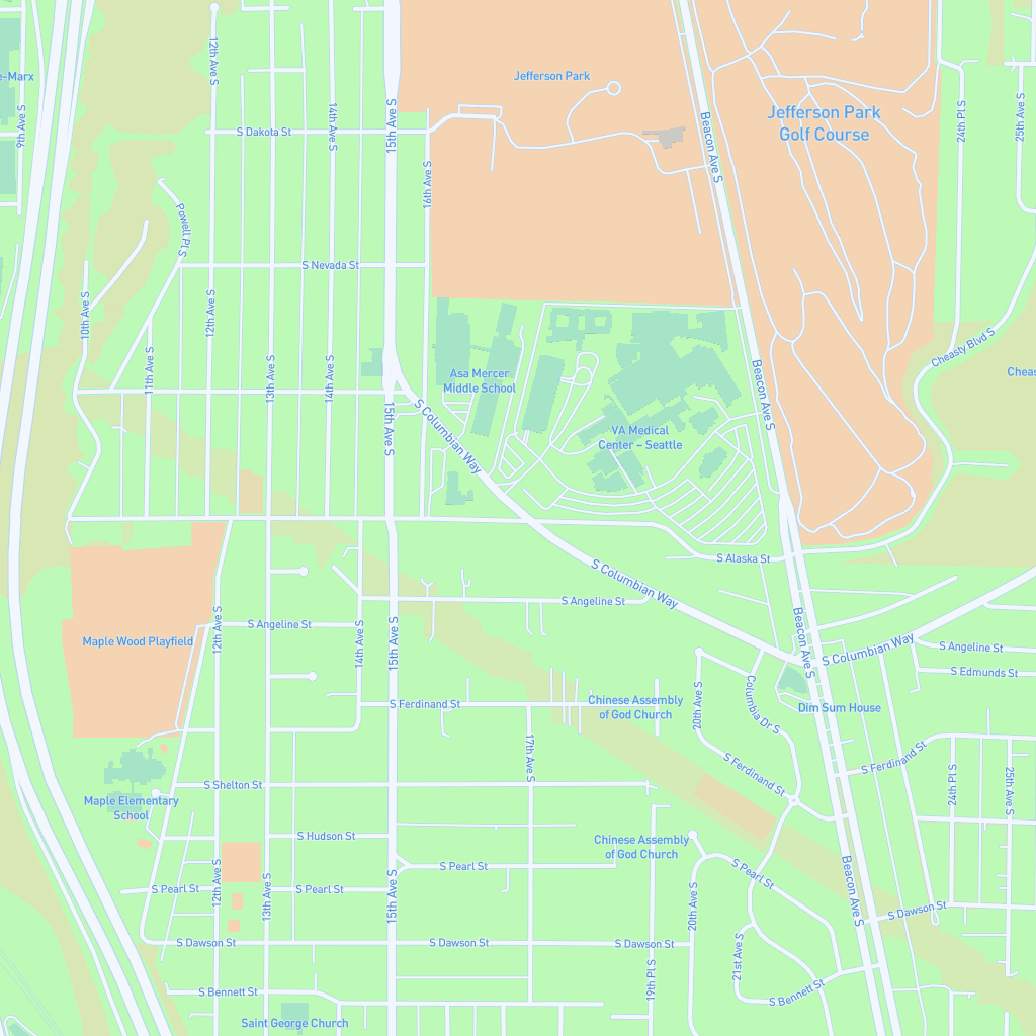 12th Ave S
e-Marx
Jefferson Park
9th Ave S
15th Ave S
14th Ave S
S Dakota St
Beacon Ave S
Jefferson Park
Golf Course
24th Pl S
25th Ave S
16th Ave S
Powell Pl S
S Nevada St
10th Ave S
12th Ave S
11th Ave S
13th Ave S
14th Ave S
Asa Mercer
Middle School
15th Ave S
S Columbian Way
VA Medical
Center – Seattle
Beacon Ave S
Cheasty Blvd S
Cheas
S Alaska St
S Columbian Way
S Angeline St
S Angeline St
Maple Wood Playfield
12th Ave S
14th Ave S
15th Ave S
Beacon Ave S
S Columbian Way
S Angeline St
S Edmunds St
S Ferdinand St
Chinese Assembly
of God Church
20th Ave S
Columbia Dr S
Dim Sum House
17th Ave S
S Ferdinand St
S Ferdinand St
24th Pl S
25th Ave S
S Shelton St
Maple Elementary
School
S Hudson St
Chinese Assembly
of God Church
S Pearl St
S Pearl St
Beacon Ave S
S Pearl St
12th Ave S
13th Ave S
S Pearl St
15th Ave S
20th Ave S
S Dawson St
S Dawson St
S Dawson St
S Dawson St
21st Ave S
19th Pl S
S Bennett St
S Bennett St
Saint George Church